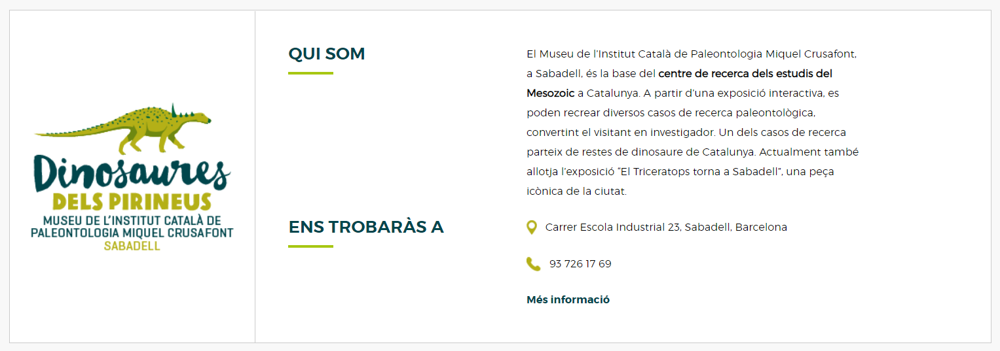 Dinosaures
DELS PIRINEUS
MUSEU DE L'INSTITUT CATALÀ DE
PALEONTOLOGIA MIQUEL CRUSAFONT
SABADELL
QUI SOM
El Museu de l'Institut Català de Paleontologia Miquel Crusafont,
a Sabadell, és la base del centre de recerca dels estudis del
Mesozoic a Catalunya. A partir d'una exposició interactiva, es
poden recrear diversos casos de recerca paleontològica,
convertint el visitant en investigador. Un dels casos de recerca
parteix de restes de dinosaure de Catalunya. Actualment també
allotja l'exposició “El Triceratops torna a Sabadell”, una peça
icònica de la ciutat.
ENS TROBARÀS A
Carrer Escola Industrial 23, Sabadell, Barcelona
93 726 17 69
Més informació